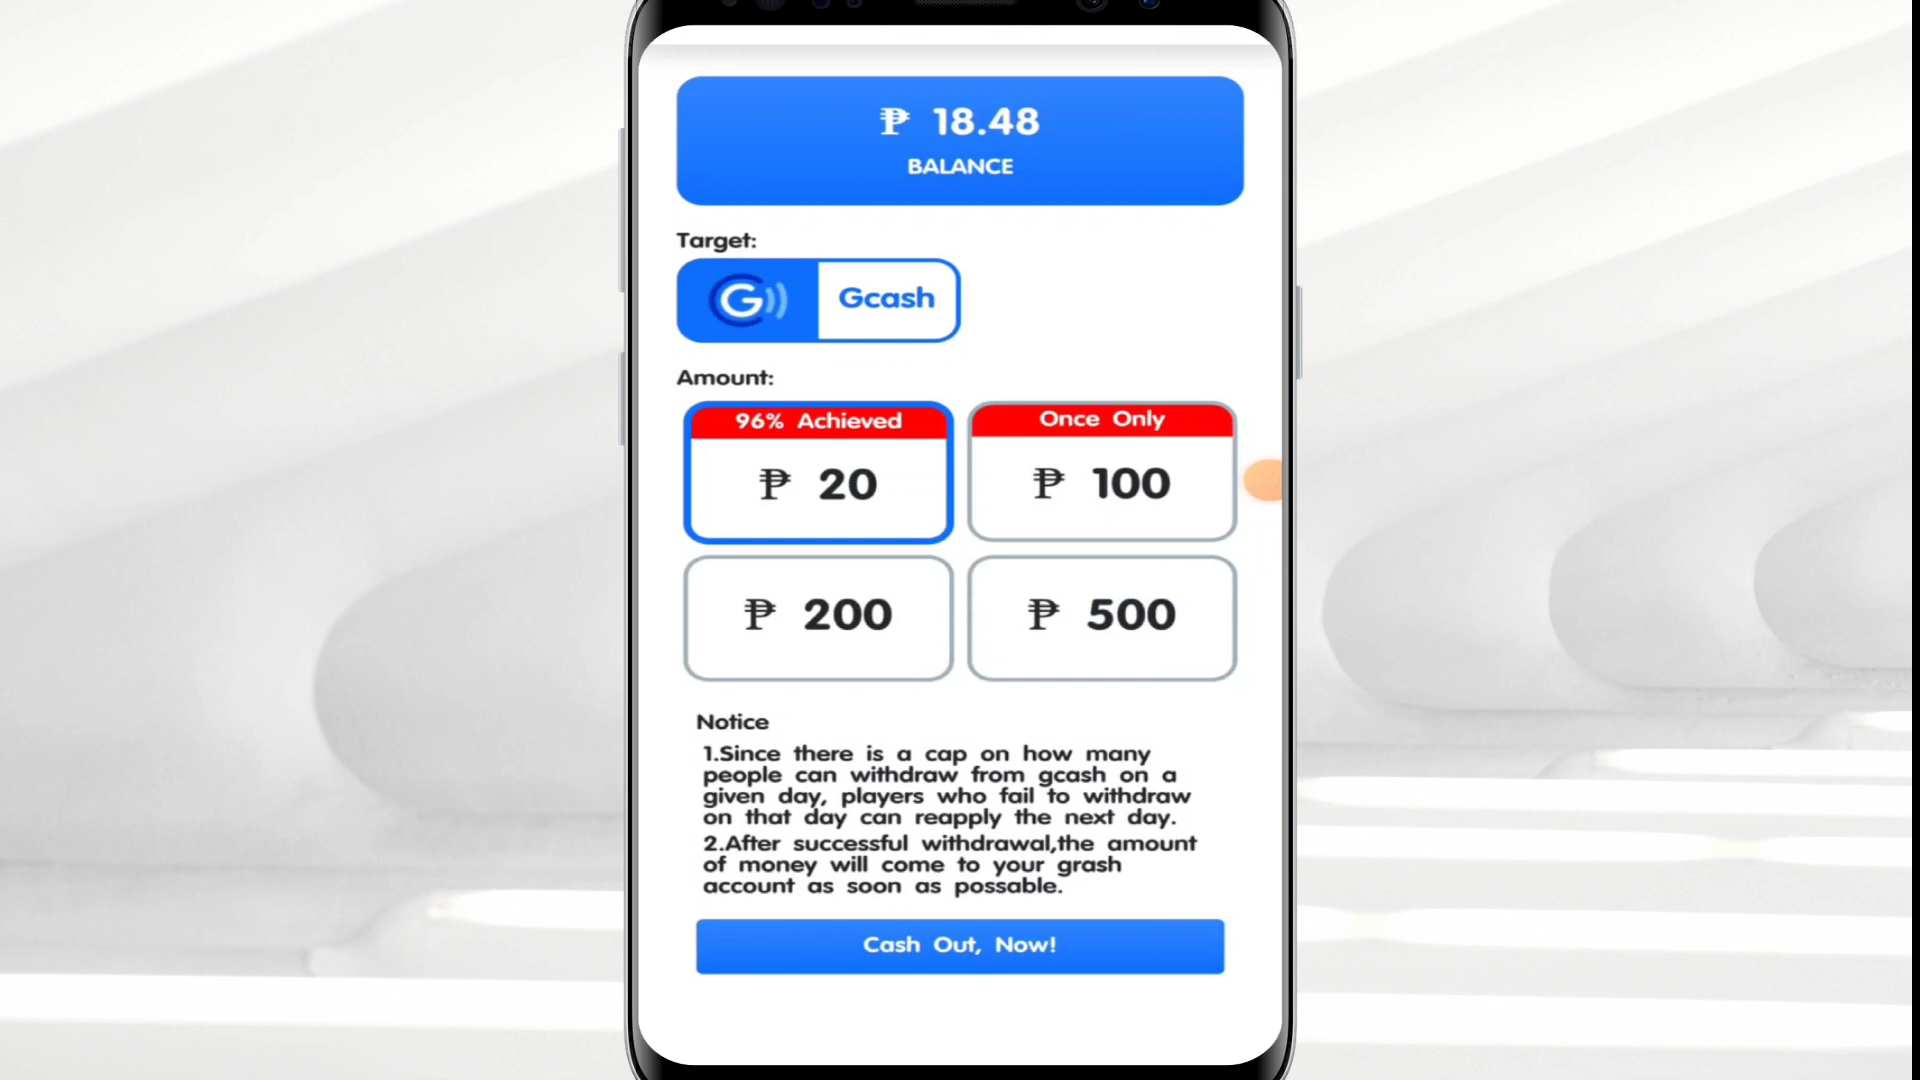 ₱ 18.48
BALANCE
Target:
G
Gcash
Amount:
96% Achieved
Once Only
₱ 20
₱ 100
₱ 200
₱ 500
Notice
1.Since there is a cap on how many
people can withdraw from gcash on a
given day, players who fail to withdraw
on that day can reapply the next day.
2.After successful withdrawal,the amount
of money will come to your grash
account as soon as possable.
Cash Out, Now!